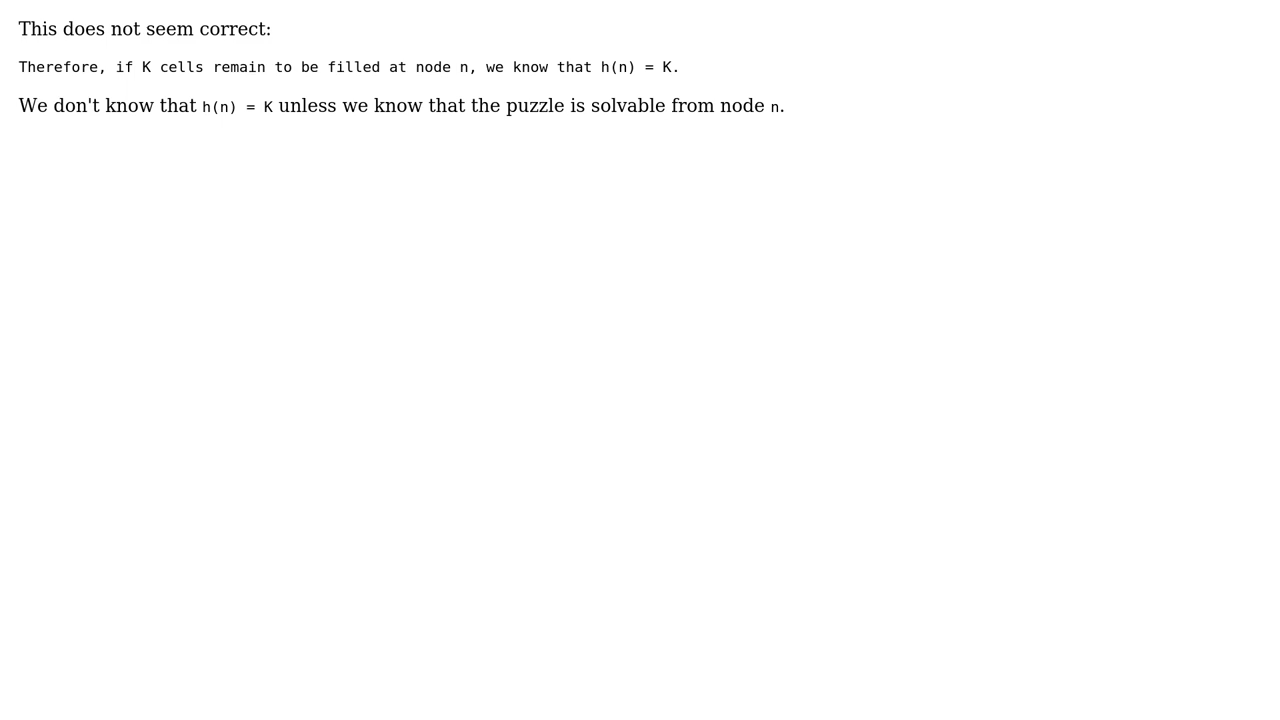 This does not seem correct:
Therefore, if K cells remain to be filled at node n, we know that h(n) = K.
We don't know that h(n) = K unless we know that the puzzle is solvable from node n.